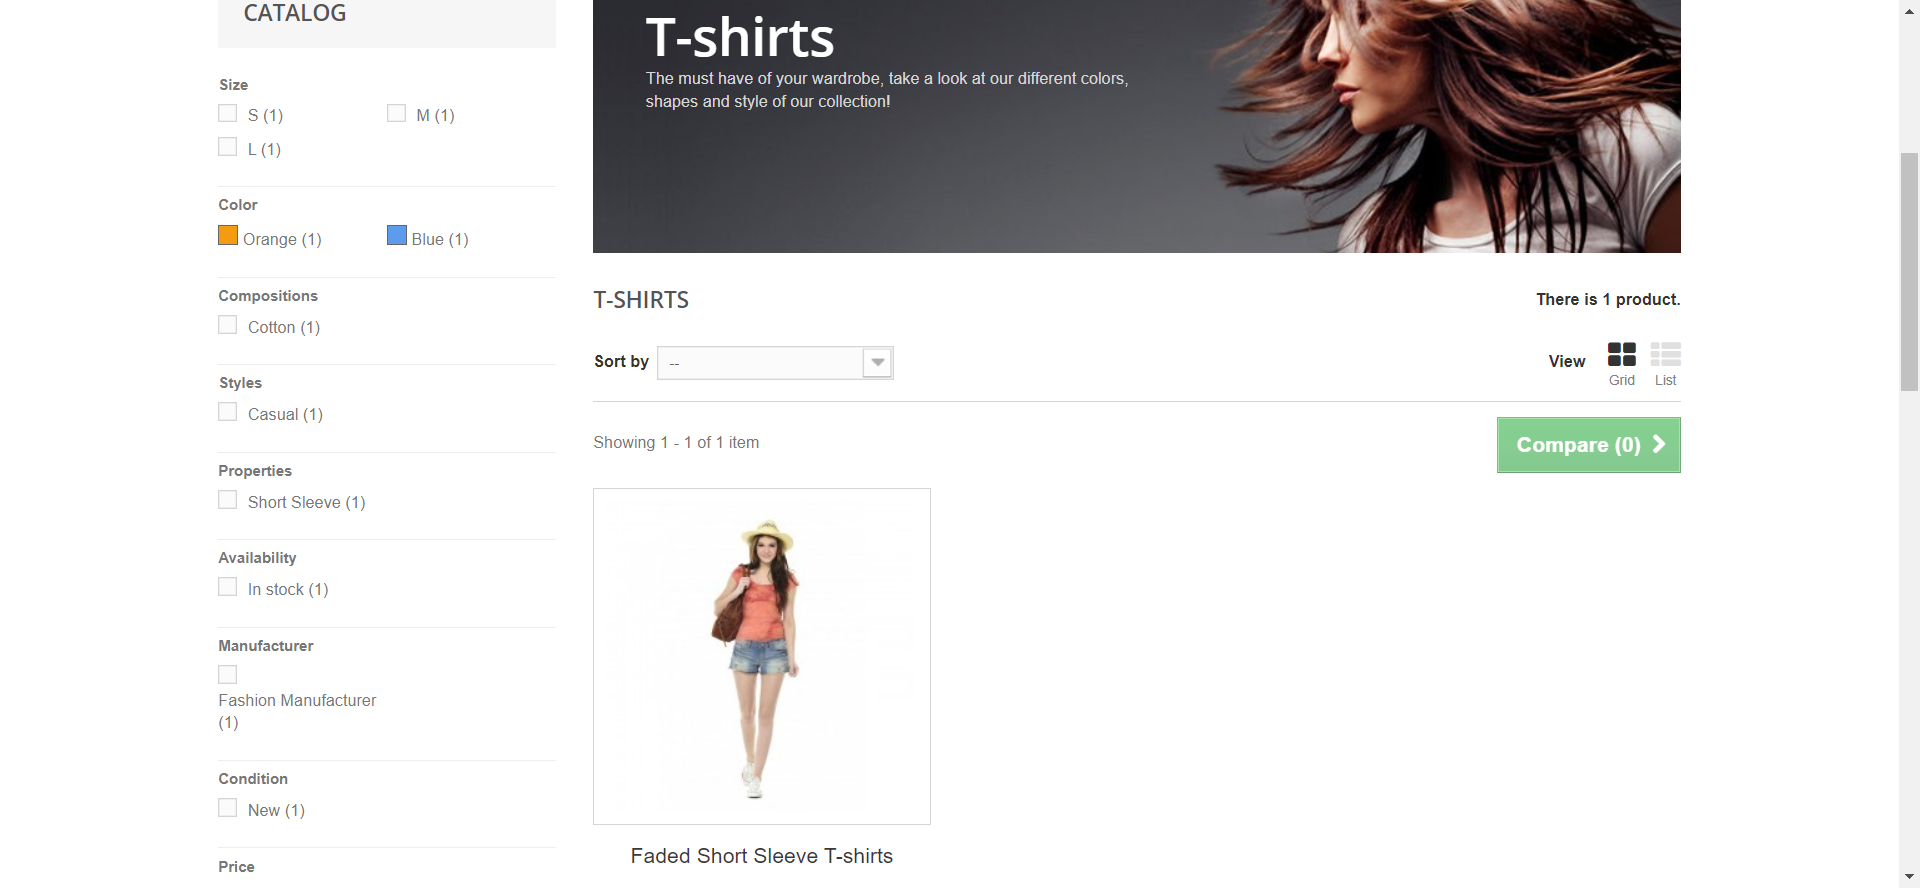 CATALOG
Size
S (1)
M (1)
L (1)
Color
Orange (1)
Blue (1)
Compositions
Cotton (1)
Styles
Casual (1)
Properties
Short Sleeve (1)
Availability
In stock (1)
Manufacturer
Fashion Manufacturer
(1)
Condition
New (1)
Price
T-shirts
The must have of your wardrobe, take a look at our different colors,
shapes and style of our collection!
T-SHIRTS
There is 1 product.
Sort by
--
View
Grid
List
Showing 1 - 1 of 1 item
Compare (0)
Faded Short Sleeve T-shirts